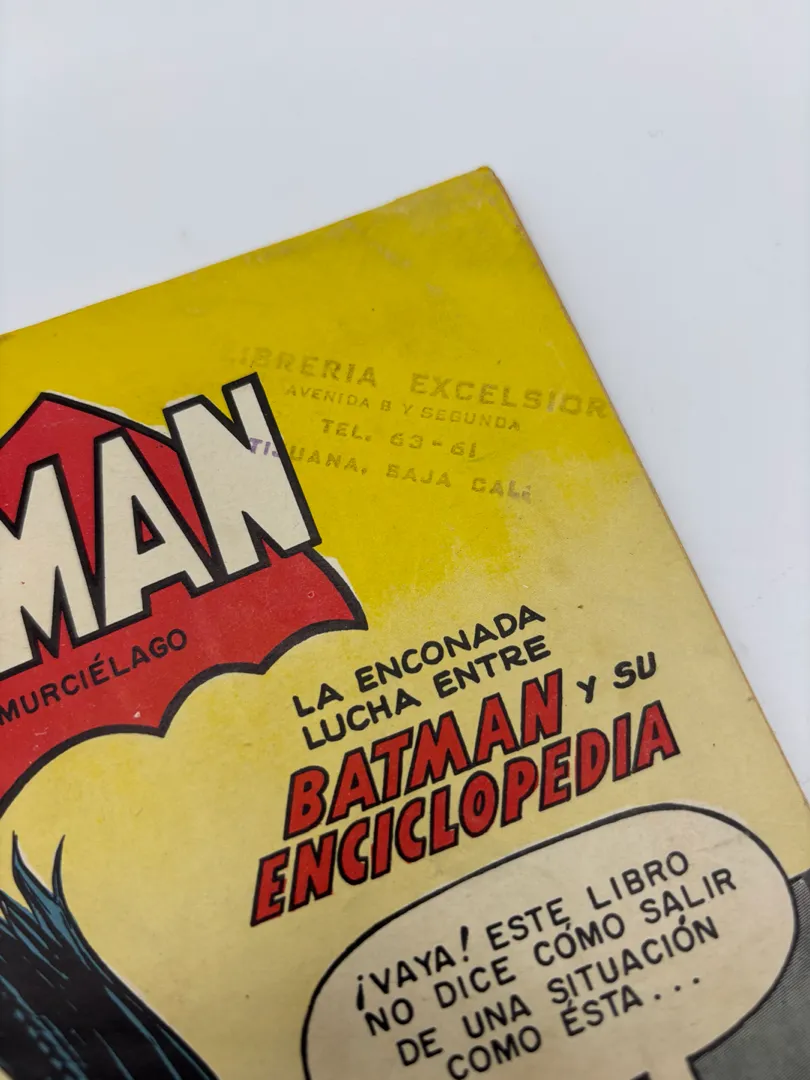 LIBRERIA EXCELSIOR
AVENIDA B Y SEGUNDA
TEL. 63-61
TIJUANA, BAJA CALI
MAN
MURCIÉLAGO
LA ENCONADA
LUCHA ENTRE
BATMAN Y SU
ENCICLOPEDIA
¡VAYA! ESTE LIBRO
NO DICE CÓMO SALIR
DE UNA SITUACIÓN
COMO ÉSTA...